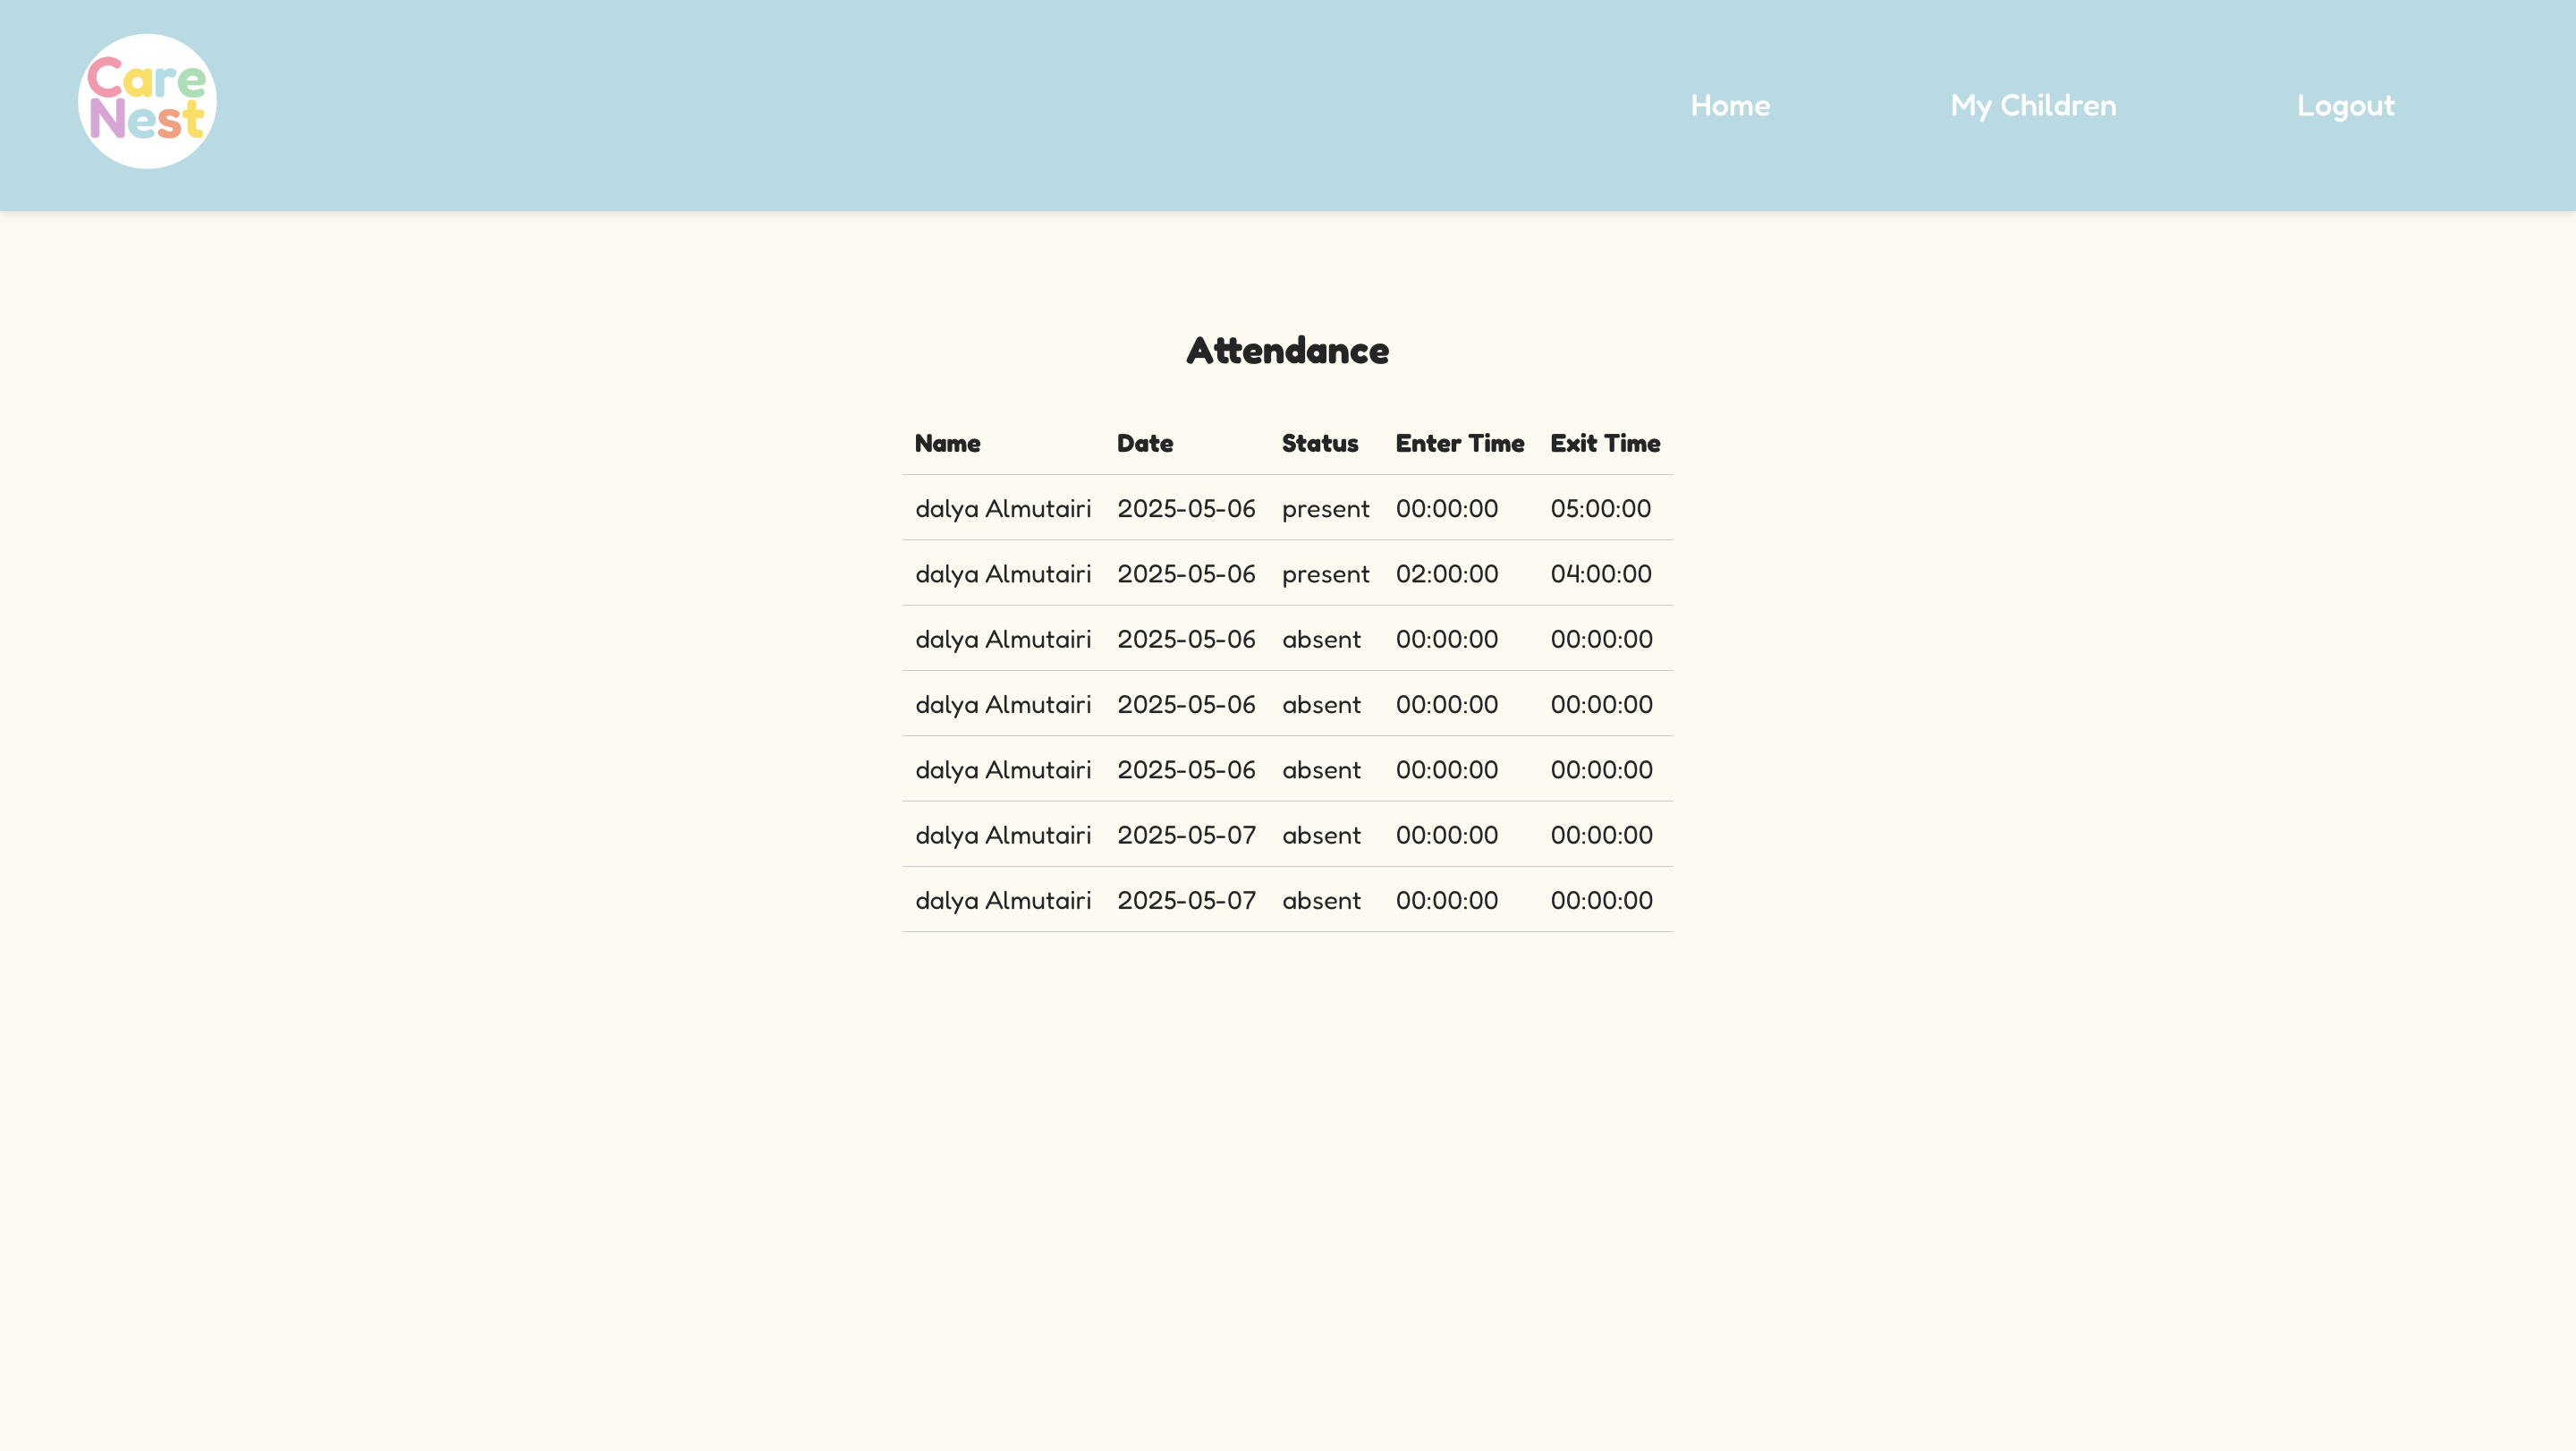 Care
Nest
Home My Children Logout
Attendance
Name Date Status Enter Time Exit Time
dalya Almutairi 2025-05-06 present 00:00:00 05:00:00
dalya Almutairi 2025-05-06 present 02:00:00 04:00:00
dalya Almutairi 2025-05-06 absent 00:00:00 00:00:00
dalya Almutairi 2025-05-06 absent 00:00:00 00:00:00
dalya Almutairi 2025-05-06 absent 00:00:00 00:00:00
dalya Almutairi 2025-05-07 absent 00:00:00 00:00:00
dalya Almutairi 2025-05-07 absent 00:00:00 00:00:00